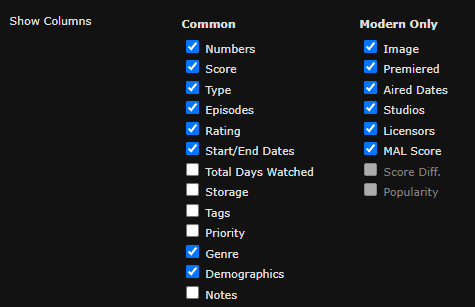 Show Columns
Common
Numbers
Score
Type
Episodes
Rating
Start/End Dates
Total Days Watched
Storage
Tags
Priority
Genre
Demographics
Notes
Modern Only
Image
Premiered
Aired Dates
Studios
Licensors
MAL Score
Score Diff.
Popularity